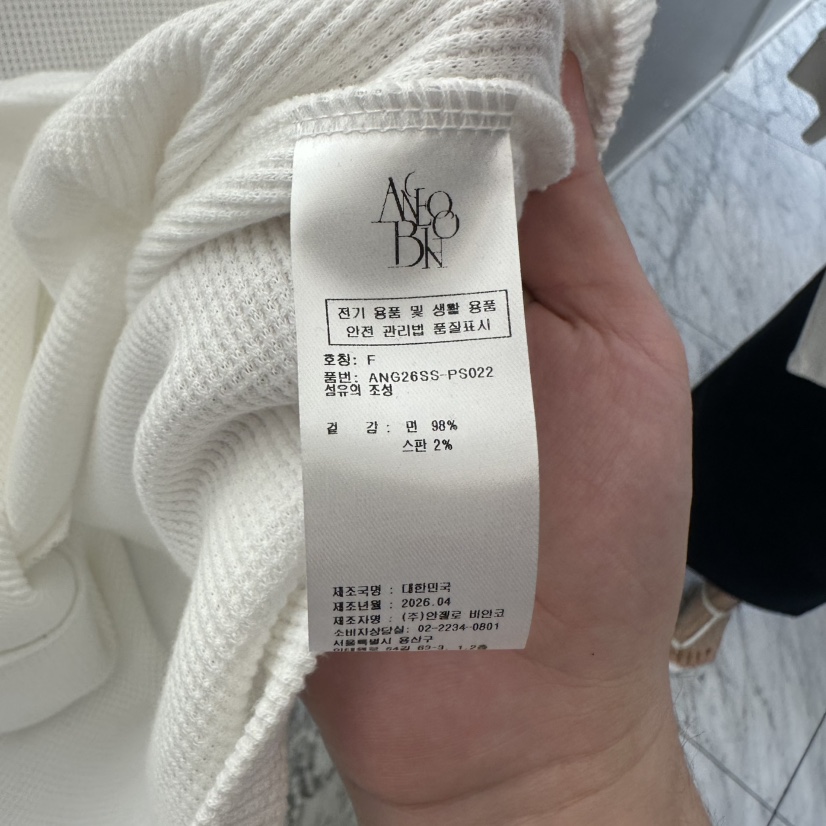 ANGELO
BIN
전기 용품 및 생활 용품
안전 관리법 품질표시
호칭: F
품번: ANG26SS-PS022
섬유의 조성
겉 감: 면 98%
스판 2%
제조국명 : 대한민국
제조년월 : 2026.04
제조자명 : (주)안젤로 비안코
소비자상담실: 02-2234-0801
서울특별시 용산구